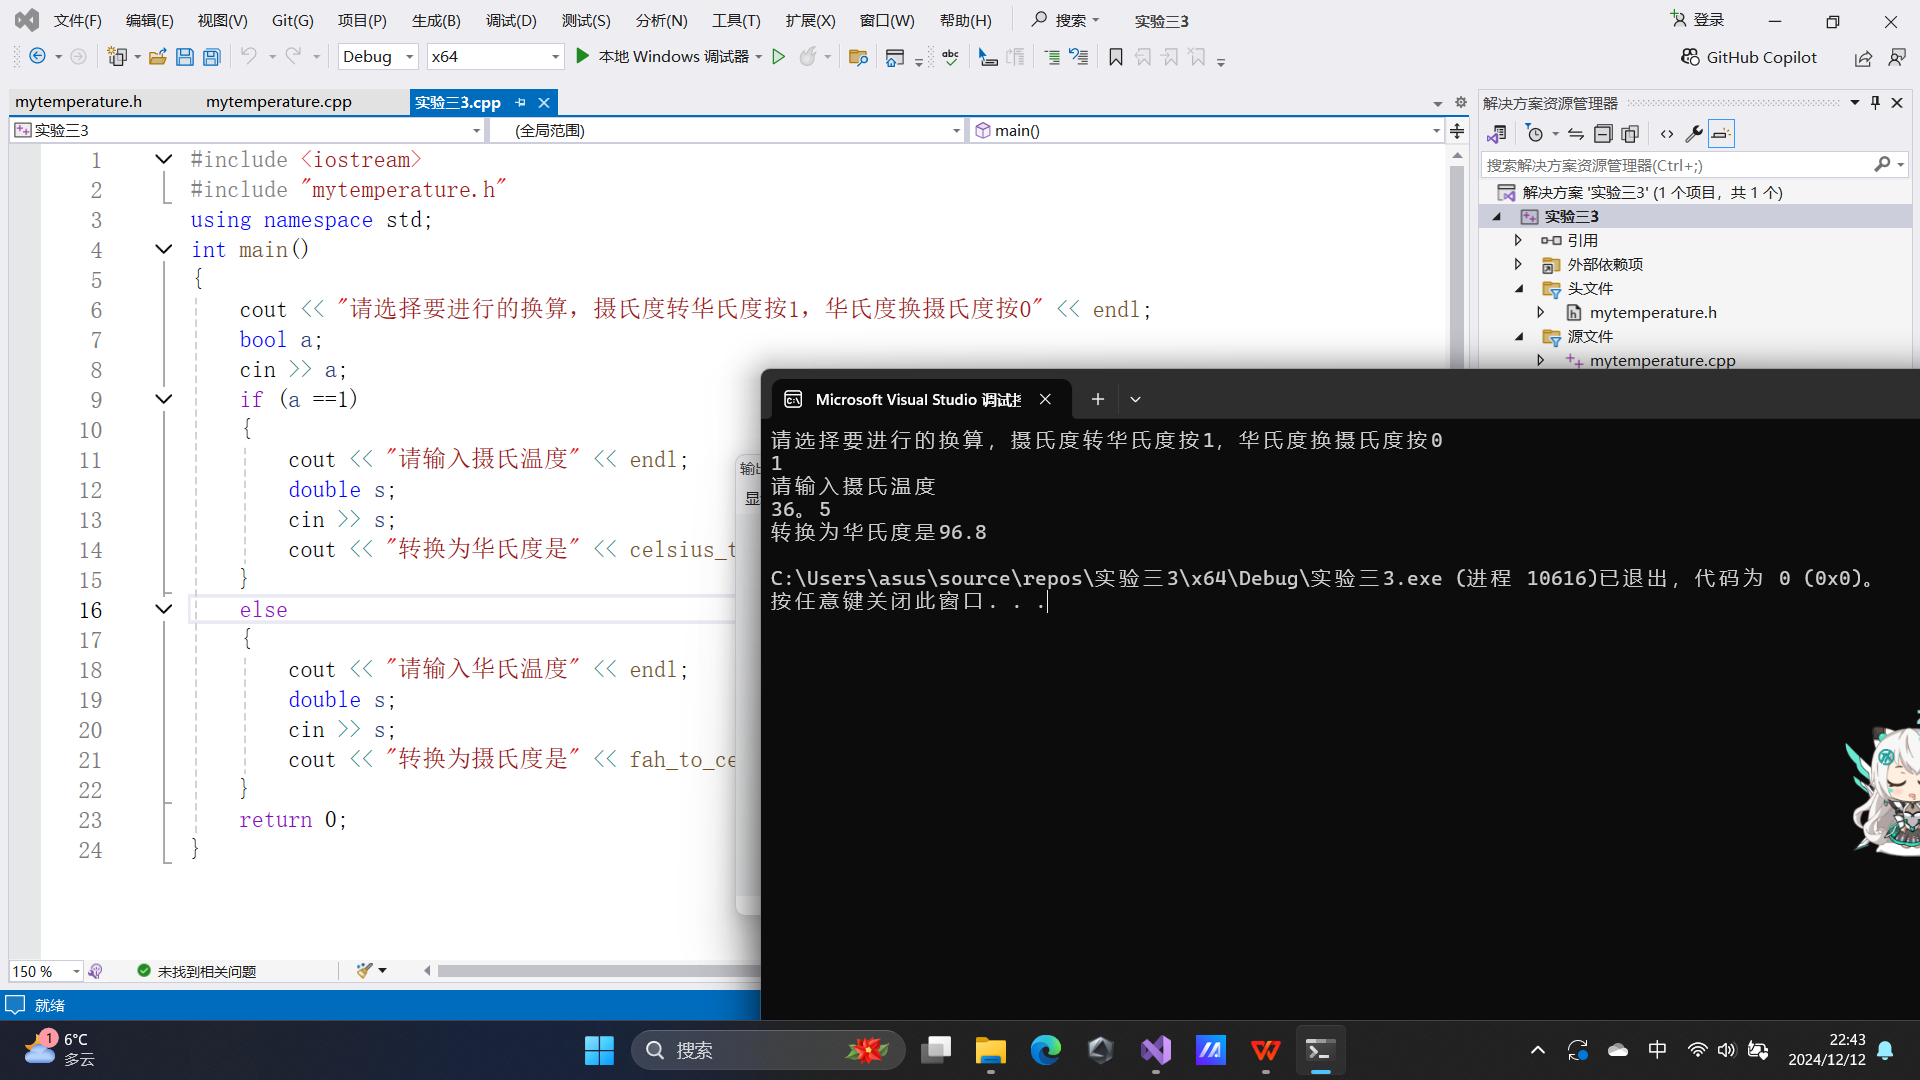 文件(F) 编辑(E) 视图(V) Git(G) 项目(P) 生成(B) 调试(D) 测试(S) 分析(N) 工具(T) 扩展(X) 窗口(W) 帮助(H) 搜索 实验三3 登录
Debug x64 本地 Windows 调试器 abc GitHub Copilot
mytemperature.h mytemperature.cpp 实验三3.cpp
实验三3 (全局范围) main()
1 #include <iostream>
2 #include "mytemperature.h"
3 using namespace std;
4 int main()
5 {
6 cout << "请选择要进行的换算，摄氏度转华氏度按1，华氏度换摄氏度按0" << endl;
7 bool a;
8 cin >> a;
9 if (a ==1)
10 {
11 cout << "请输入摄氏温度" << endl;
12 double s;
13 cin >> s;
14 cout << "转换为华氏度是" << celsius_t
15 }
16 else
17 {
18 cout << "请输入华氏温度" << endl;
19 double s;
20 cin >> s;
21 cout << "转换为摄氏度是" << fah_to_ce
22 }
23 return 0;
24 }
150 % 未找到相关问题
就绪
解决方案资源管理器
搜索解决方案资源管理器(Ctrl+;)
解决方案 '实验三3' (1 个项目，共 1 个)
实验三3
引用
外部依赖项
头文件
mytemperature.h
源文件
mytemperature.cpp
输出
显
Microsoft Visual Studio 调试
请选择要进行的换算，摄氏度转华氏度按1，华氏度换摄氏度按0
1
请输入摄氏温度
36。5
转换为华氏度是96.8
C:\Users\asus\source\repos\实验三3\x64\Debug\实验三3.exe (进程 10616)已退出，代码为 0 (0x0)。
按任意键关闭此窗口. . .
1 6°C
多云
搜索
中
22:43
2024/12/12